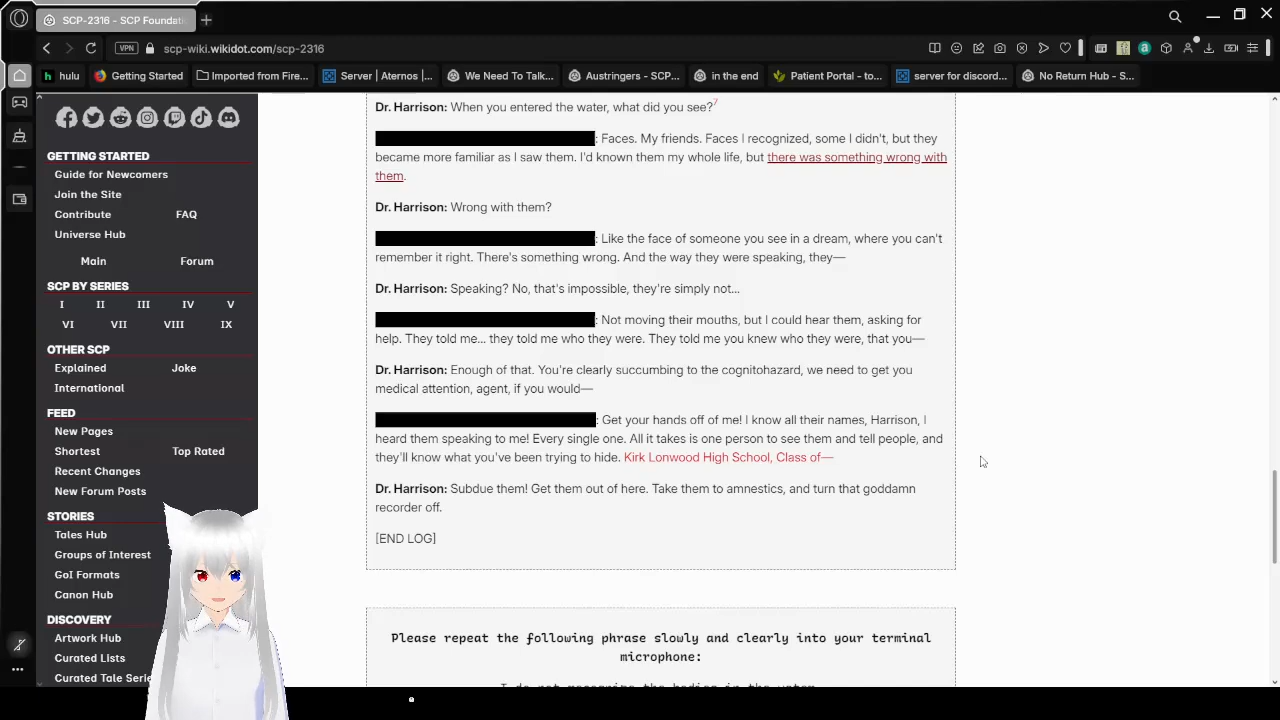 SCP-2316 - SCP Foundati
scp-wiki.wikidot.com/scp-2316
VPN
hulu
Getting Started
Imported from Fire...
Server | Aternos |...
We Need To Talk...
Austringers - SCP...
in the end
Patient Portal - to...
server for discord...
No Return Hub - S...
GETTING STARTED
Guide for Newcomers
Join the Site
Contribute FAQ
Universe Hub
Main Forum
SCP BY SERIES
I II III IV V
VI VII VIII IX
OTHER SCP
Explained Joke
International
FEED
New Pages
Shortest Top Rated
Recent Changes
New Forum Posts
STORIES
Tales Hub
Groups of Interest
GoI Formats
Canon Hub
DISCOVERY
Artwork Hub
Curated Lists
Curated Tale Serie
Dr. Harrison: When you entered the water, what did you see?7
: Faces. My friends. Faces I recognized, some I didn't, but they
became more familiar as I saw them. I'd known them my whole life, but there was something wrong with
them.
Dr. Harrison: Wrong with them?
: Like the face of someone you see in a dream, where you can't
remember it right. There's something wrong. And the way they were speaking, they—
Dr. Harrison: Speaking? No, that's impossible, they're simply not...
: Not moving their mouths, but I could hear them, asking for
help. They told me... they told me who they were. They told me you knew who they were, that you—
Dr. Harrison: Enough of that. You're clearly succumbing to the cognitohazard, we need to get you
medical attention, agent, if you would—
: Get your hands off of me! I know all their names, Harrison, I
heard them speaking to me! Every single one. All it takes is one person to see them and tell people, and
they'll know what you've been trying to hide. Kirk Lonwood High School, Class of—
Dr. Harrison: Subdue them! Get them out of here. Take them to amnestics, and turn that goddamn
recorder off.
[END LOG]
Please repeat the following phrase slowly and clearly into your terminal
microphone:
I do not recognize the bodies in the water